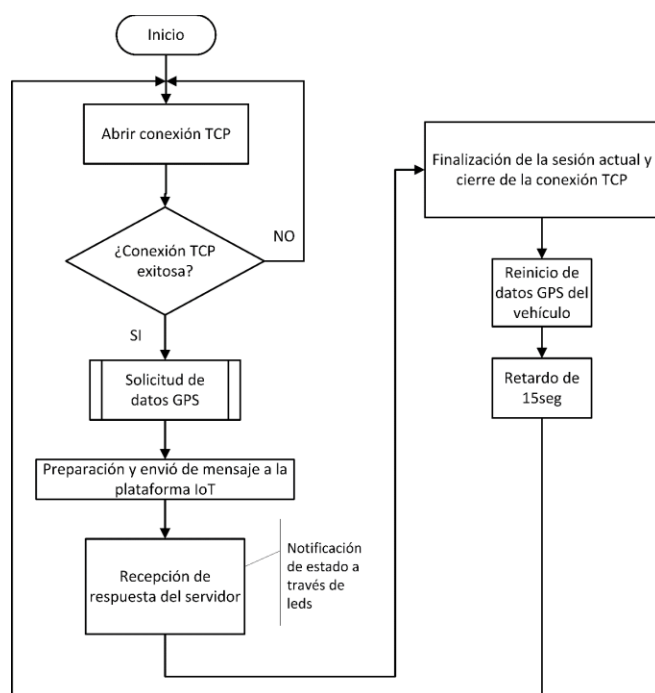 Inicio
Abrir conexión TCP
¿Conexión TCP
exitosa?
NO
SI
Solicitud de
datos GPS
Preparación y envió de mensaje a la
plataforma IoT
Recepción de
respuesta del servidor
Notificación
de estado a
través de
leds
Finalización de la sesión actual y
cierre de la conexión TCP
Reinicio de
datos GPS del
vehículo
Retardo de
15seg